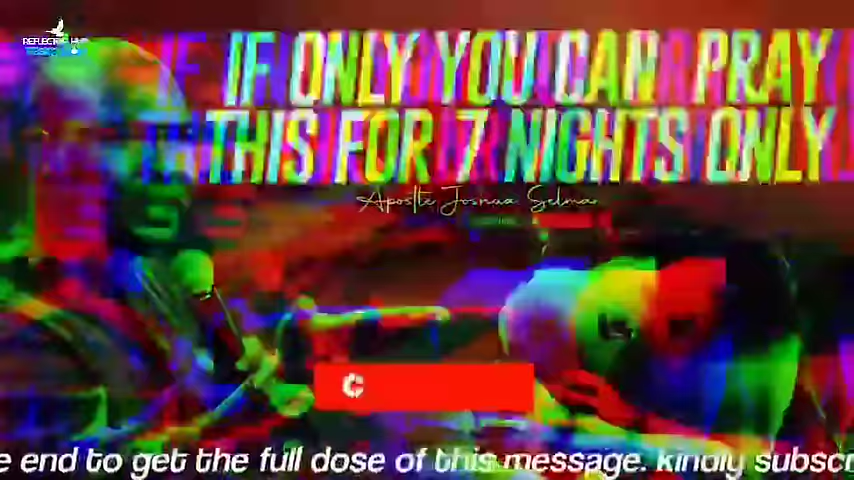 IF ONLY YOU CAN PRAY
THIS FOR 7 NIGHTS ONLY
Apostle Joshua Selman
C
e end to get the full dose of this message. kindly subscr